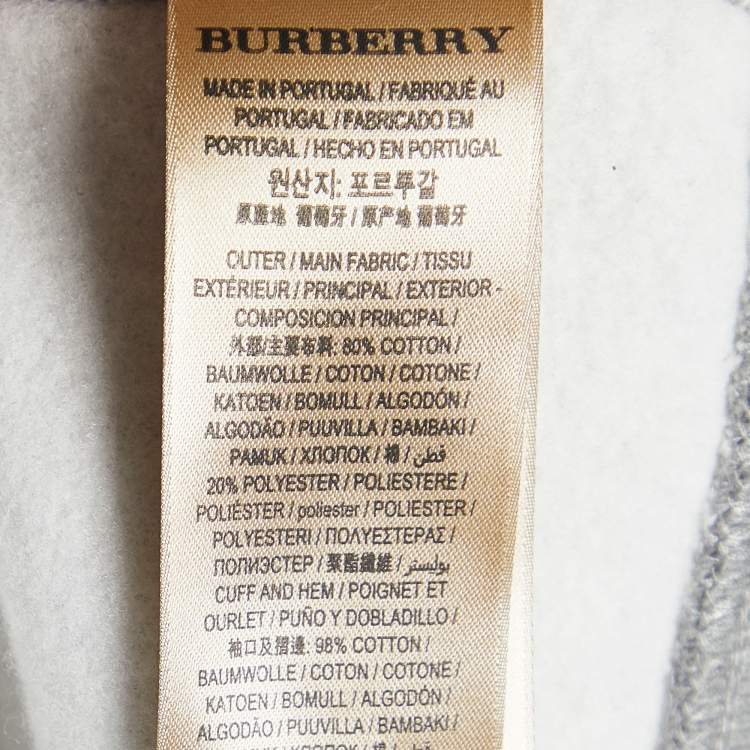 BURBERRY
MADE IN PORTUGAL / FABRIQUÉ AU
PORTUGAL / FABRICADO EM
PORTUGAL / HECHO EN PORTUGAL
원산지: 포르투갈
原產地 葡萄牙 / 原产地 葡萄牙
OUTER / MAIN FABRIC / TISSU
EXTÉRIEUR / PRINCIPAL / EXTERIOR -
COMPOSICION PRINCIPAL /
外部/主要布料: 80% COTTON /
BAUMWOLLE / COTON / COTONE /
KATOEN / BOMULL / ALGODÓN /
ALGODÃO / PUUVILLA / BAMBAKI /
PAMUK / ХЛОПОК / 棉 / قطن /
20% POLYESTER / POLIESTERE /
POLIÉSTER / poliester / POLIESTER /
POLYESTERI / ΠΟΛΥΕΣΤΕΡΑΣ /
ПОЛИЭСТЕР / 聚酯纖維 / بوليستر /
CUFF AND HEM / POIGNET ET
OURLET / PUÑO Y DOBLADILLO /
袖口及摺邊: 98% COTTON /
BAUMWOLLE / COTON / COTONE /
KATOEN / BOMULL / ALGODÓN /
ALGODÃO / PUUVILLA / BAMBAKI /
PAMUK / ХЛОПОК / 棉 / قطن /